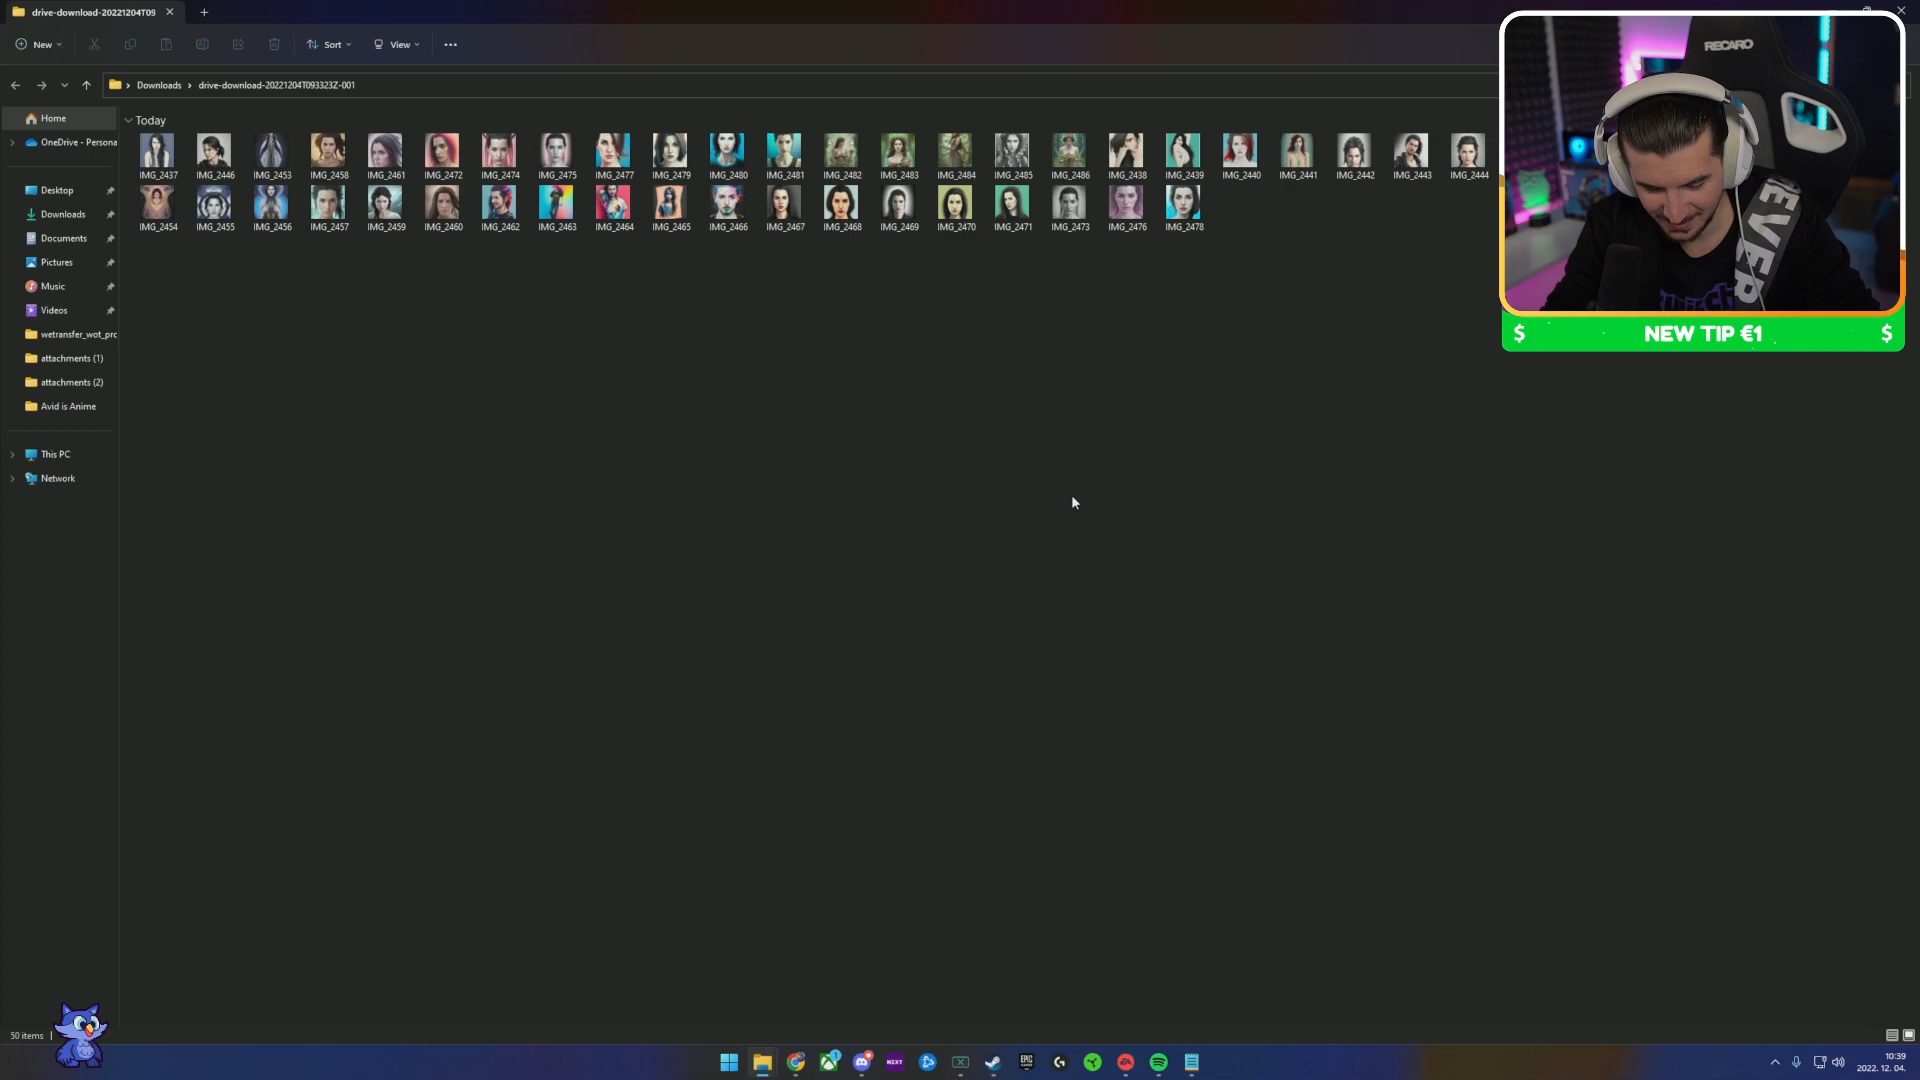 drive-download-20221204T09
New
Sort
View
Downloads
drive-download-20221204T093323Z-001
Home
OneDrive - Persona
Desktop
Downloads
Documents
Pictures
Music
Videos
wetransfer_wot_pro
attachments (1)
attachments (2)
Avid is Anime
This PC
Network
Today
IMG_2437 IMG_2446 IMG_2453 IMG_2458 IMG_2461 IMG_2472 IMG_2474 IMG_2475 IMG_2477 IMG_2479 IMG_2480 IMG_2481 IMG_2482 IMG_2483 IMG_2484 IMG_2485 IMG_2486 IMG_2438 IMG_2439 IMG_2440 IMG_2441 IMG_2442 IMG_2443 IMG_2444
IMG_2454 IMG_2455 IMG_2456 IMG_2457 IMG_2459 IMG_2460 IMG_2462 IMG_2463 IMG_2464 IMG_2465 IMG_2466 IMG_2467 IMG_2468 IMG_2469 IMG_2470 IMG_2471 IMG_2473 IMG_2476 IMG_2478
RECARO
$ NEW TIP €1 $
50 items
NEXT
EPIC
10:39
2022. 12. 04.